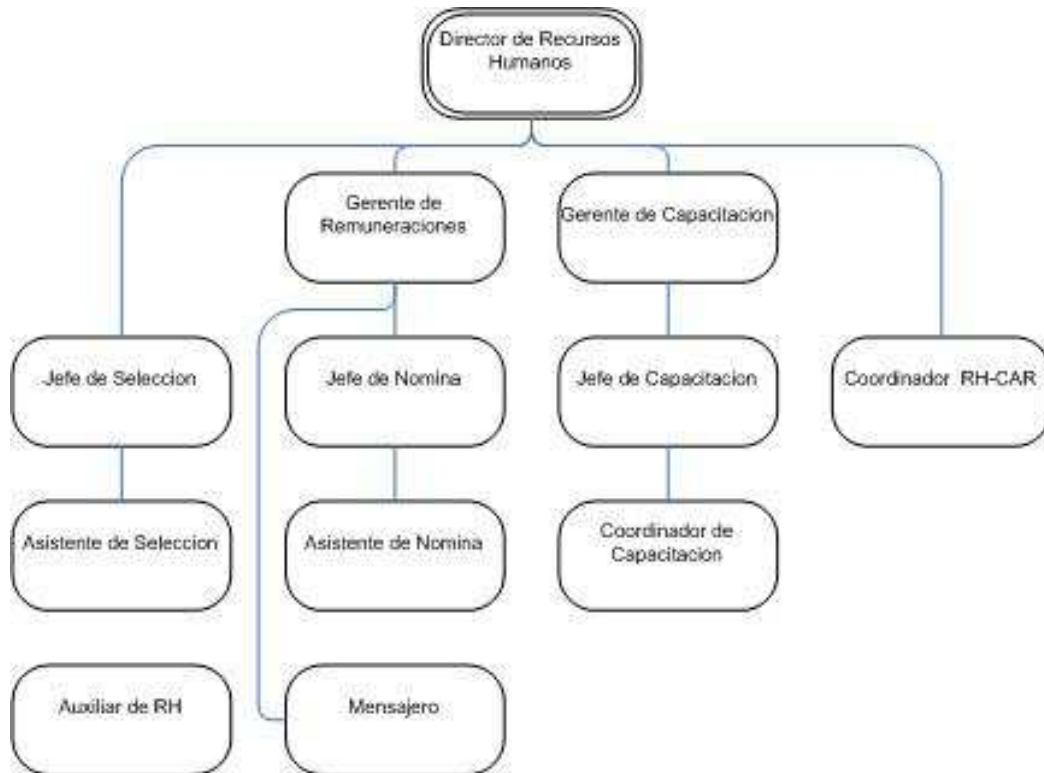 Director de Recursos
Humanos
Gerente de
Remuneraciones
Gerente de Capacitacion
Jefe de Seleccion
Jefe de Nomina
Jefe de Capacitacion
Coordinador RH-CAR
Asistente de Seleccion
Asistente de Nomina
Coordinador de
Capacitacion
Auxiliar de RH
Mensajero